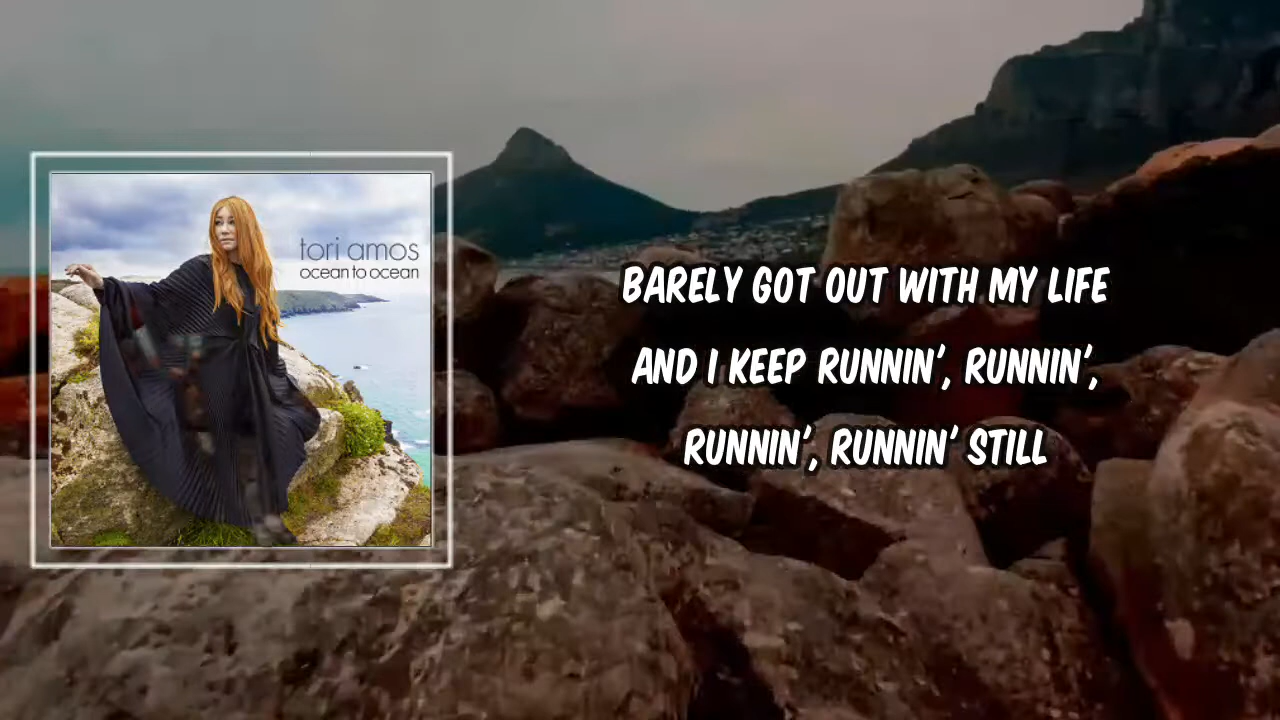 tori amos
ocean to ocean
BARELY GOT OUT WITH MY LIFE
AND I KEEP RUNNIN', RUNNIN',
RUNNIN', RUNNIN' STILL